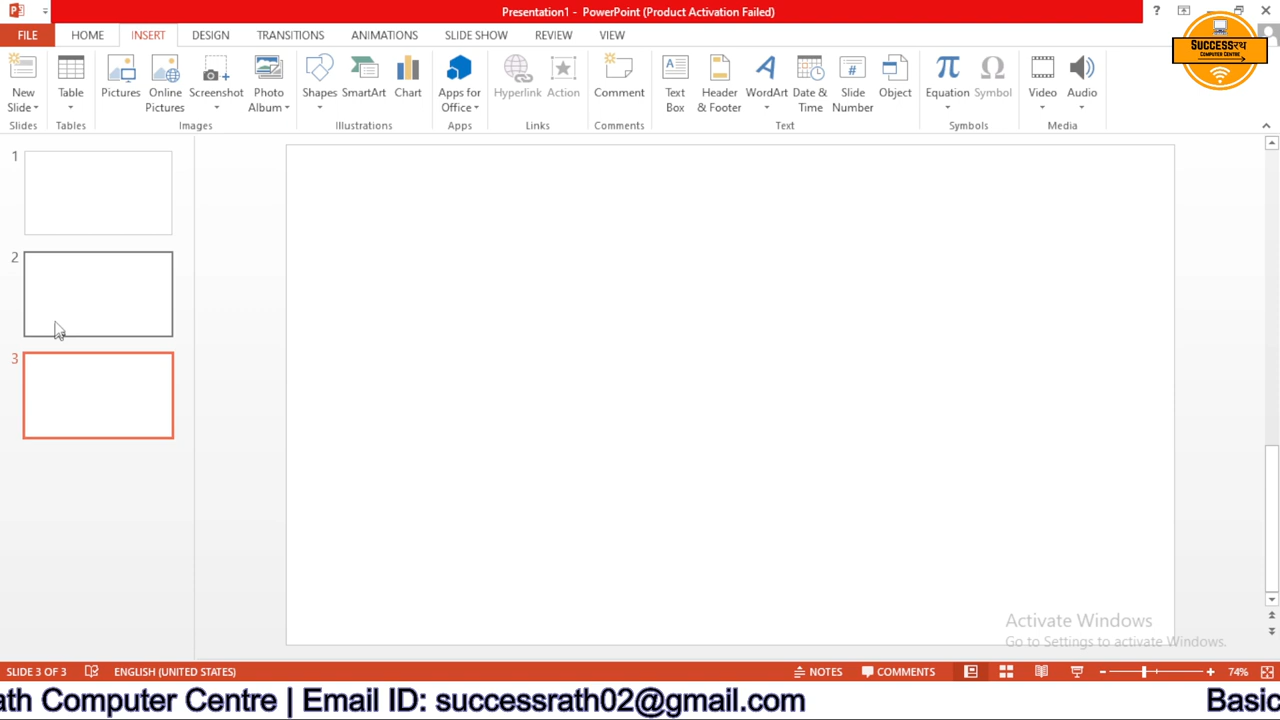 Presentation1 - PowerPoint (Product Activation Failed)
?
FILE HOME INSERT DESIGN TRANSITIONS ANIMATIONS SLIDE SHOW REVIEW VIEW
SUCCESSरथ
COMPUTER CENTRE
New Slide
Table
Pictures
Online Pictures
Screenshot
Photo Album
Shapes
SmartArt
Chart
Apps for Office
Hyperlink
Action
Comment
Text Box
Header & Footer
WordArt
Date & Time
Slide Number
Object
Equation
Symbol
Video
Audio
Slides Tables Images Illustrations Apps Links Comments Text Symbols Media
1
2
3
Activate Windows
Go to Settings to activate Windows.
SLIDE 3 OF 3 ENGLISH (UNITED STATES) NOTES COMMENTS 74%
ath Computer Centre | Email ID: successrath02@gmail.com Basic